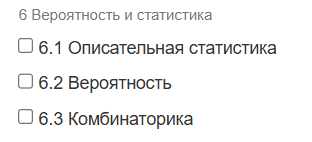 6 Вероятность и статистика
6.1 Описательная статистика
6.2 Вероятность
6.3 Комбинаторика